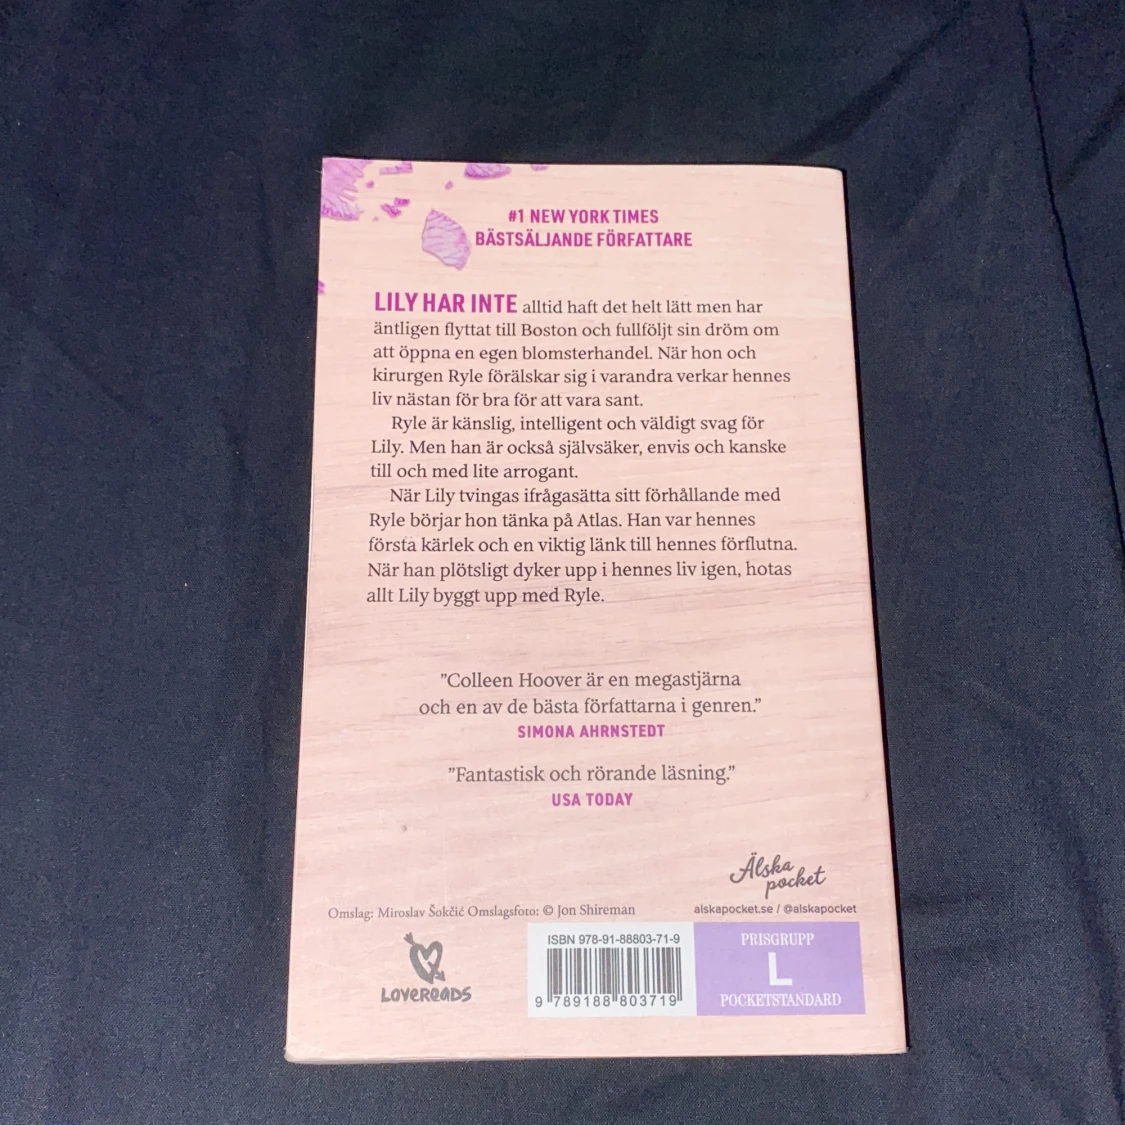 #1 NEW YORK TIMES
BÄSTSÄLJANDE FÖRFATTARE
LILY HAR INTE alltid haft det helt lätt men har
äntligen flyttat till Boston och fullföljt sin dröm om
att öppna en egen blomsterhandel. När hon och
kirurgen Ryle förälskar sig i varandra verkar hennes
liv nästan för bra för att vara sant.
Ryle är känslig, intelligent och väldigt svag för
Lily. Men han är också självsäker, envis och kanske
till och med lite arrogant.
När Lily tvingas ifrågasätta sitt förhållande med
Ryle börjar hon tänka på Atlas. Han var hennes
första kärlek och en viktig länk till hennes förflutna.
När han plötsligt dyker upp i hennes liv igen, hotas
allt Lily byggt upp med Ryle.
”Colleen Hoover är en megastjärna
och en av de bästa författarna i genren.”
SIMONA AHRNSTEDT
”Fantastisk och rörande läsning.”
USA TODAY
Älska
pocket
alskapocket.se / @alskapocket
Omslag: Miroslav Šokčić Omslagsfoto: © Jon Shireman
LOVEREADS
ISBN 978-91-88803-71-9
9 789188 803719
PRISGRUPP
L
POCKETSTANDARD